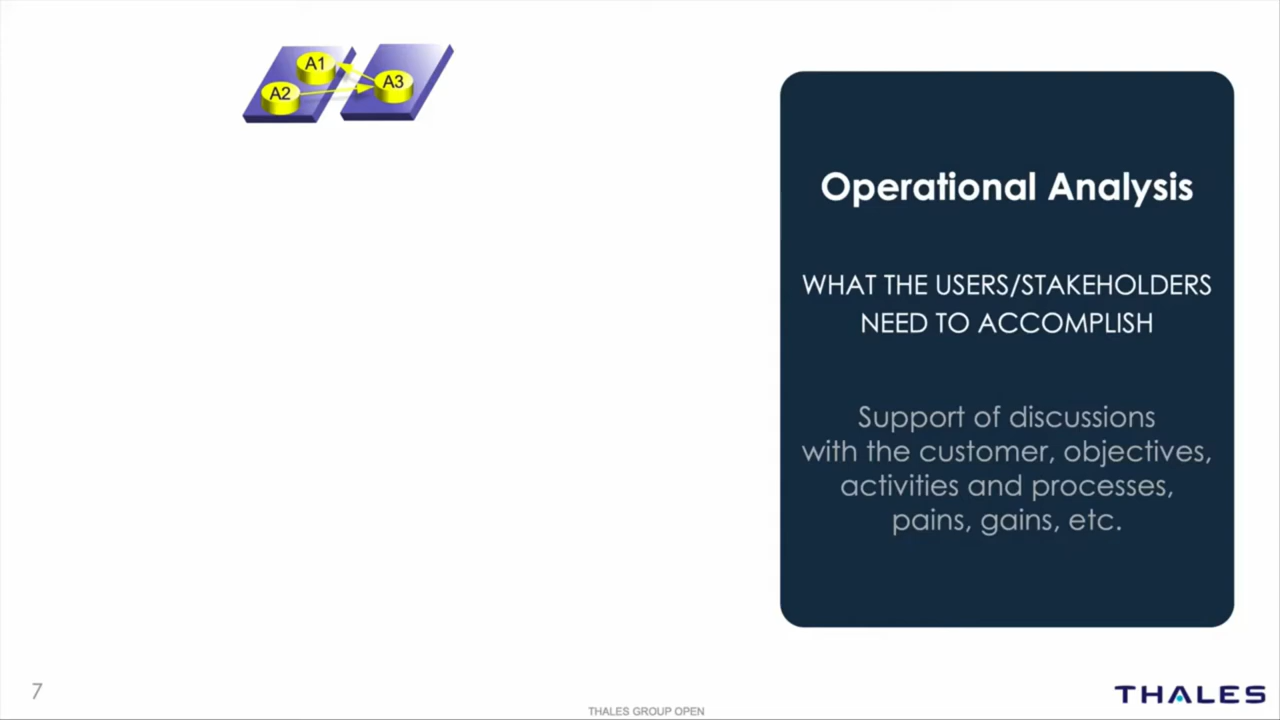 A1
A2
A3
Operational Analysis
WHAT THE USERS/STAKEHOLDERS
NEED TO ACCOMPLISH
Support of discussions
with the customer, objectives,
activities and processes,
pains, gains, etc.
7
THALES GROUP OPEN
THALES